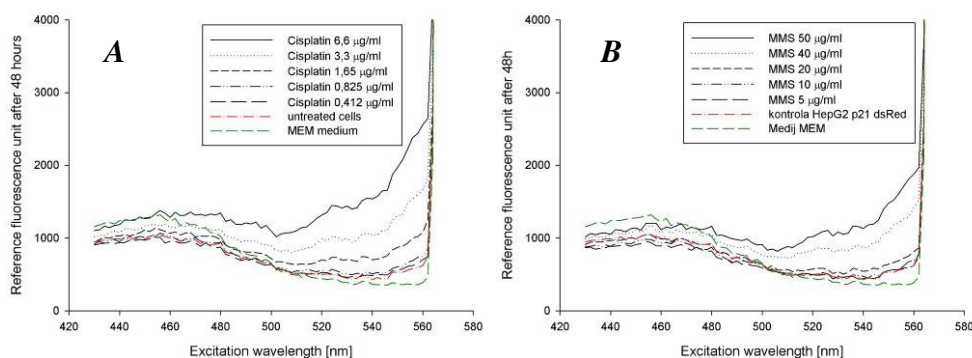 A
Reference fluorescence unit after 48 hours
4000
3000
2000
1000
0
Cisplatin 6,6 µg/ml
Cisplatin 3,3 µg/ml
Cisplatin 1,65 µg/ml
Cisplatin 0,825 µg/ml
Cisplatin 0,412 µg/ml
untreated cells
MEM medium
420 440 460 480 500 520 540 560 580
Excitation wavelength [nm]
B
Reference fluorescence unit after 48h
4000
3000
2000
1000
0
MMS 50 µg/ml
MMS 40 µg/ml
MMS 20 µg/ml
MMS 10 µg/ml
MMS 5 µg/ml
kontrola HepG2 p21 dsRed
Medij MEM
420 440 460 480 500 520 540 560 580
Excitation wavelength [nm]